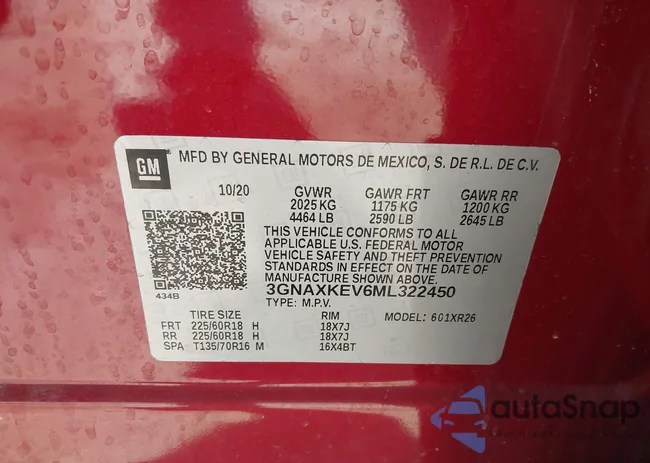 GM
MFD BY GENERAL MOTORS DE MEXICO, S. DE R.L. DE C.V.
10/20 GVWR GAWR FRT GAWR RR
2025 KG 1175 KG 1200 KG
4464 LB 2590 LB 2645 LB
THIS VEHICLE CONFORMS TO ALL
APPLICABLE U.S. FEDERAL MOTOR
VEHICLE SAFETY AND THEFT PREVENTION
STANDARDS IN EFFECT ON THE DATE OF
MANUFACTURE SHOWN ABOVE.
434B 3GNAXKEV6ML322450
TYPE: M.P.V.
TIRE SIZE RIM MODEL: 601XR26
FRT 225/60R18 H 18X7J
RR 225/60R18 H 18X7J
SPA T135/70R16 M 16X4BT
autoSnap